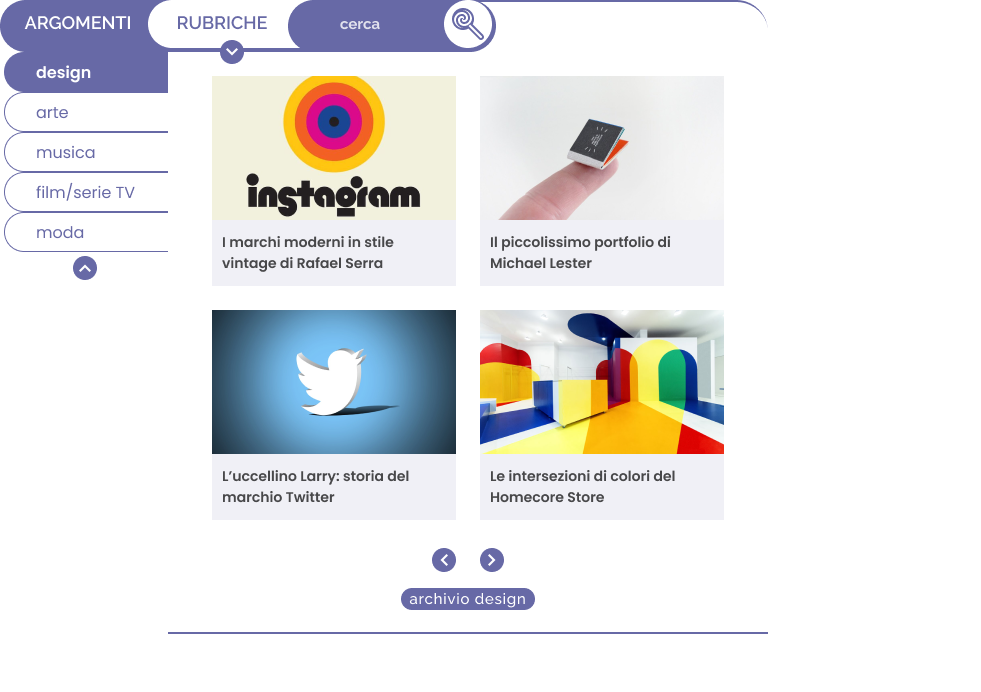 ARGOMENTI
RUBRICHE
cerca
design
arte
musica
film/serie TV
moda
instagram
I marchi moderni in stile
vintage di Rafael Serra
Il piccolissimo portfolio di
Michael Lester
L’uccellino Larry: storia del
marchio Twitter
Le intersezioni di colori del
Homecore Store
archivio design